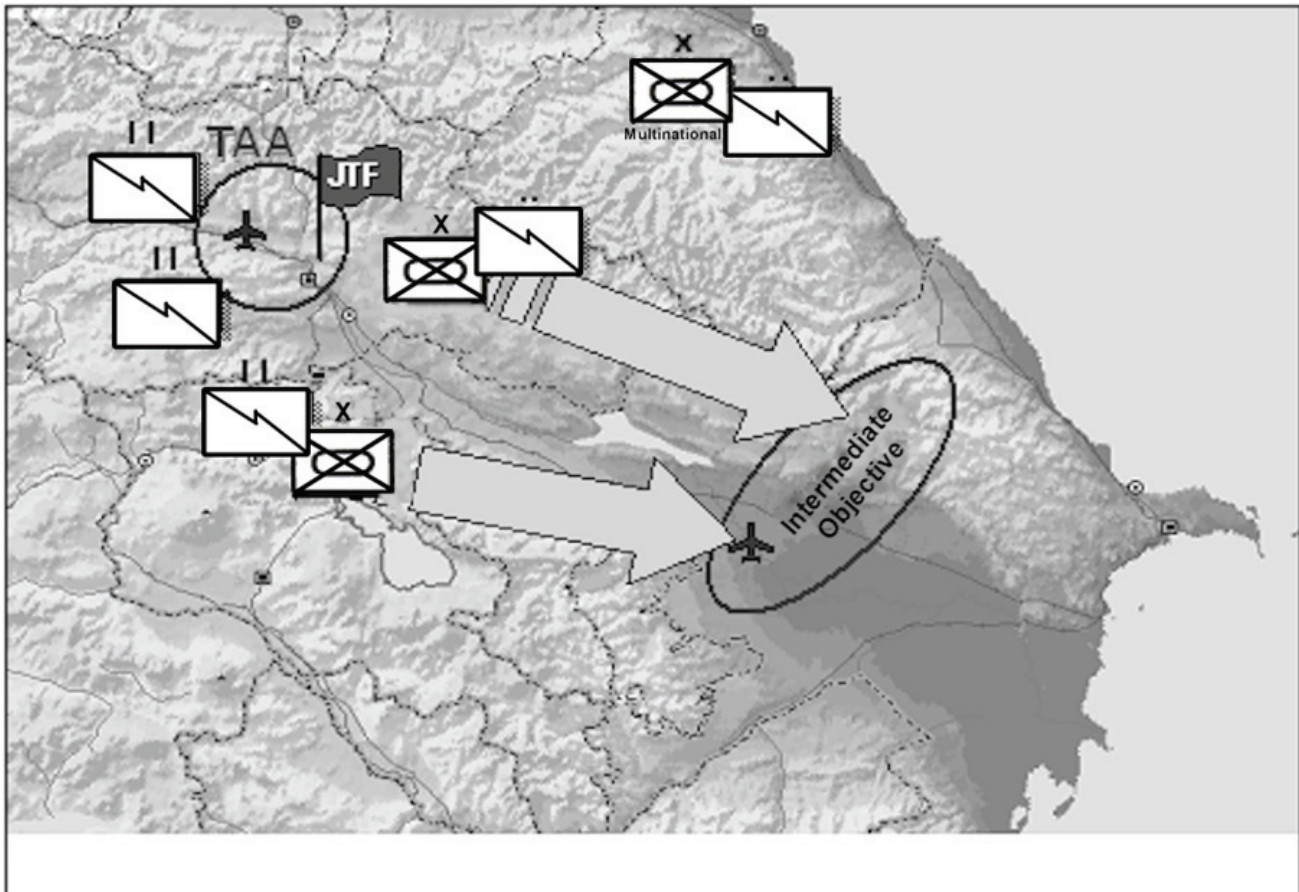 X
Multinational
II
TAA
JTF
X
II
II
X
Intermediate
Objective